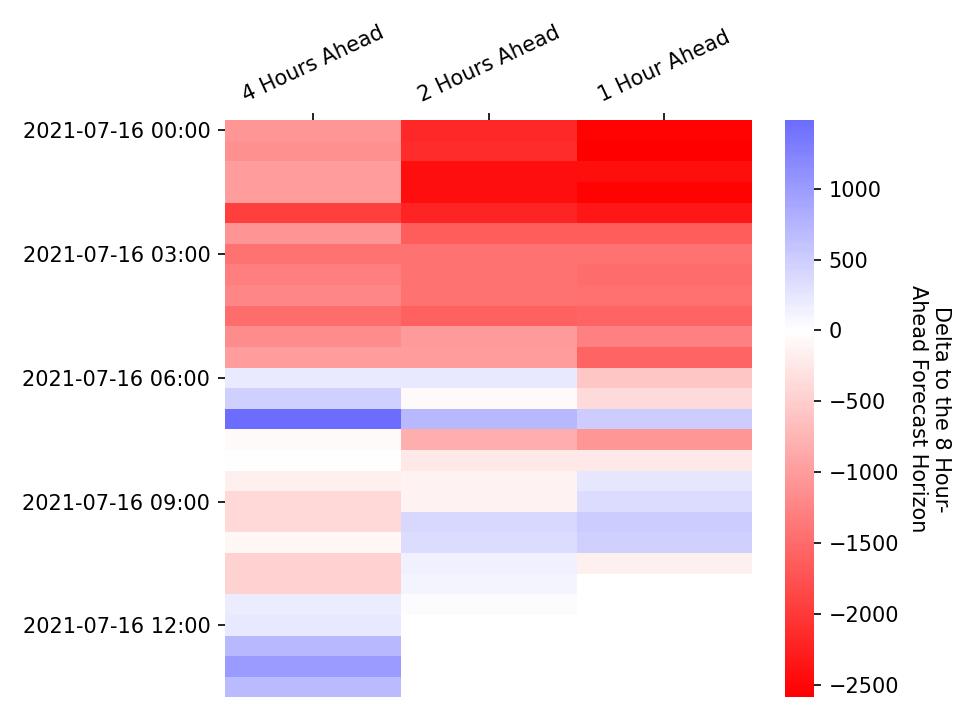 4 Hours Ahead
2 Hours Ahead
1 Hour Ahead
2021-07-16 00:00
2021-07-16 03:00
2021-07-16 06:00
2021-07-16 09:00
2021-07-16 12:00
1000
500
0
−500
−1000
−1500
−2000
−2500
Delta to the 8 Hour-
Ahead Forecast Horizon